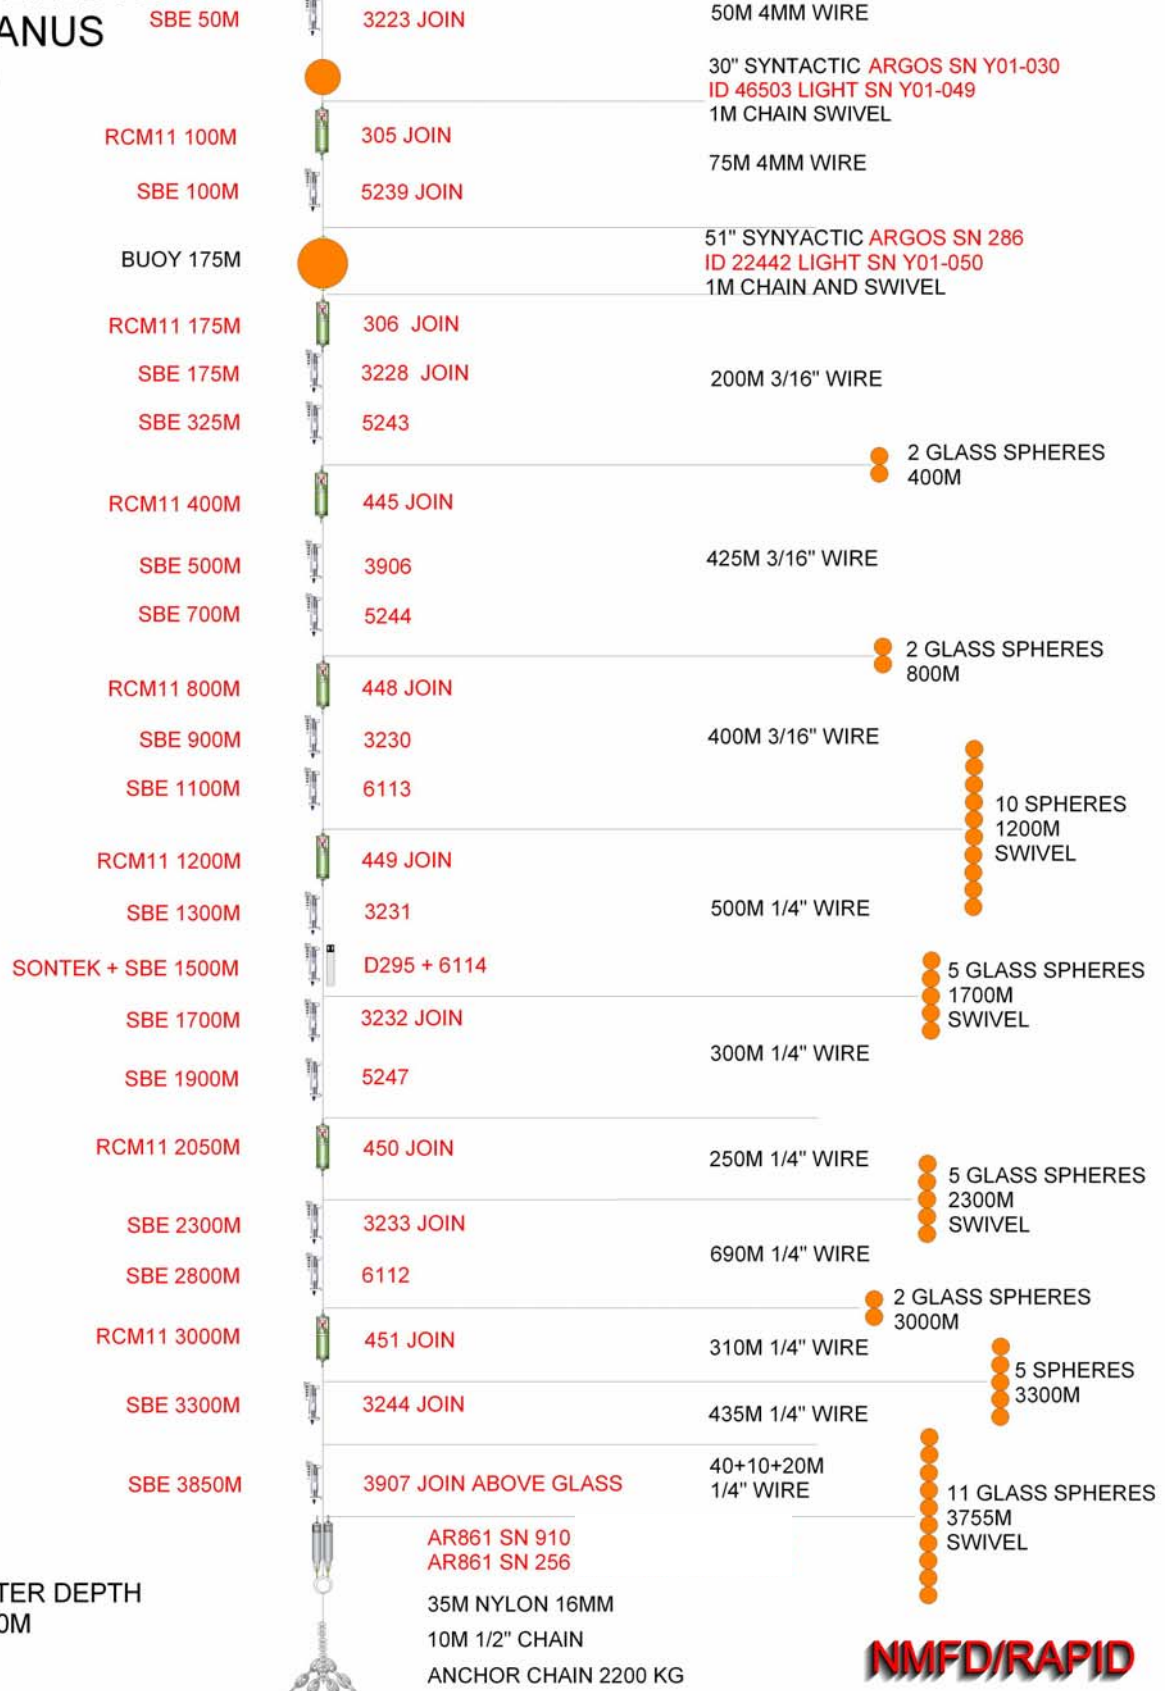 ANUS
SBE 50M
3223 JOIN
50M 4MM WIRE
30" SYNTACTIC ARGOS SN Y01-030
ID 46503 LIGHT SN Y01-049
1M CHAIN SWIVEL
RCM11 100M
305 JOIN
75M 4MM WIRE
SBE 100M
5239 JOIN
BUOY 175M
51" SYNYACTIC ARGOS SN 286
ID 22442 LIGHT SN Y01-050
1M CHAIN AND SWIVEL
RCM11 175M
306 JOIN
SBE 175M
3228 JOIN
200M 3/16" WIRE
SBE 325M
5243
2 GLASS SPHERES
400M
RCM11 400M
445 JOIN
SBE 500M
3906
425M 3/16" WIRE
SBE 700M
5244
2 GLASS SPHERES
800M
RCM11 800M
448 JOIN
SBE 900M
3230
400M 3/16" WIRE
SBE 1100M
6113
10 SPHERES
1200M
SWIVEL
RCM11 1200M
449 JOIN
SBE 1300M
3231
500M 1/4" WIRE
SONTEK + SBE 1500M
D295 + 6114
5 GLASS SPHERES
1700M
SWIVEL
SBE 1700M
3232 JOIN
300M 1/4" WIRE
SBE 1900M
5247
RCM11 2050M
450 JOIN
250M 1/4" WIRE
5 GLASS SPHERES
2300M
SWIVEL
SBE 2300M
3233 JOIN
690M 1/4" WIRE
SBE 2800M
6112
2 GLASS SPHERES
3000M
RCM11 3000M
451 JOIN
310M 1/4" WIRE
5 SPHERES
3300M
SBE 3300M
3244 JOIN
435M 1/4" WIRE
SBE 3850M
3907 JOIN ABOVE GLASS
40+10+20M
1/4" WIRE
11 GLASS SPHERES
3755M
SWIVEL
AR861 SN 910
AR861 SN 256
TER DEPTH
0M
35M NYLON 16MM
10M 1/2" CHAIN
ANCHOR CHAIN 2200 KG
NMFD/RAPID